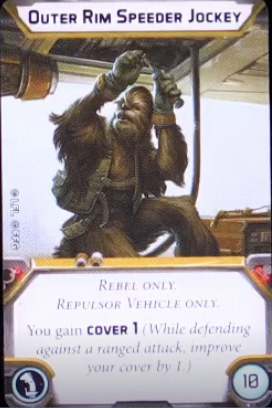 Outer Rim Speeder Jockey
Rebel only.
Repulsor Vehicle only.
You gain COVER 1 (While defending
against a ranged attack, improve
your cover by 1.)
10